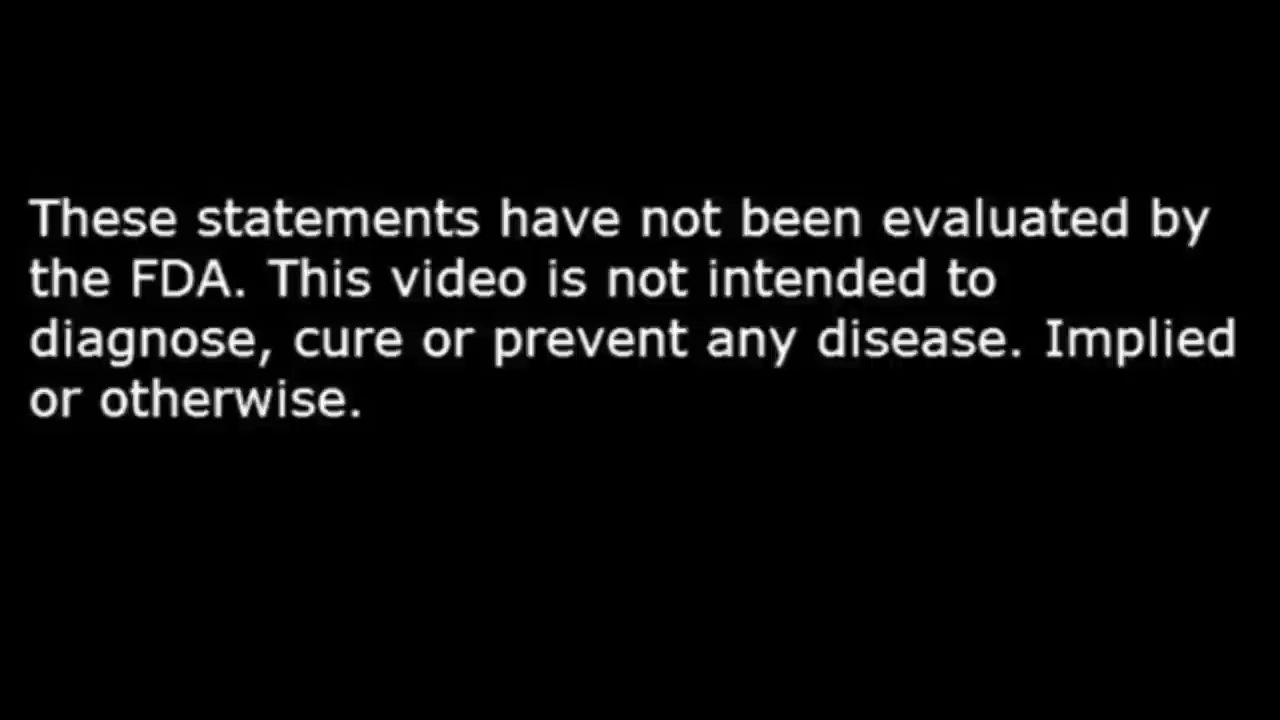 These statements have not been evaluated by
the FDA. This video is not intended to
diagnose, cure or prevent any disease. Implied
or otherwise.